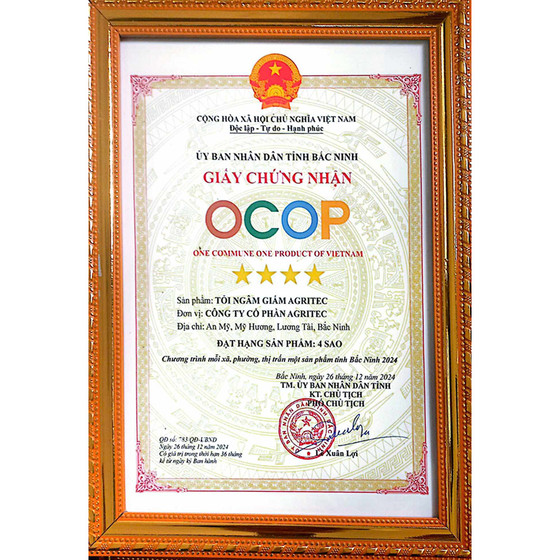 CỘNG HÒA XÃ HỘI CHỦ NGHĨA VIỆT NAM
Độc lập - Tự do - Hạnh phúc
ỦY BAN NHÂN DÂN TỈNH BẮC NINH
GIẤY CHỨNG NHẬN
OCOP
ONE COMMUNE ONE PRODUCT OF VIETNAM
Sản phẩm: TỎI NGÂM GIẤM AGRITEC
Đơn vị: CÔNG TY CỔ PHẦN AGRITEC
Địa chỉ: An Mỹ, Mỹ Hương, Lương Tài, Bắc Ninh
ĐẠT HẠNG SẢN PHẨM: 4 SAO
Chương trình mỗi xã, phường, thị trấn một sản phẩm tỉnh Bắc Ninh 2024
Bắc Ninh, ngày 26 tháng 12 năm 2024
TM. ỦY BAN NHÂN DÂN TỈNH
KT. CHỦ TỊCH
PHÓ CHỦ TỊCH
QĐ số: 783 QĐ-UBND
Ngày 26 tháng 12 năm 2024
Có giá trị trong thời hạn 36 tháng
kể từ ngày ký Ban hành
Lê Xuân Lợi